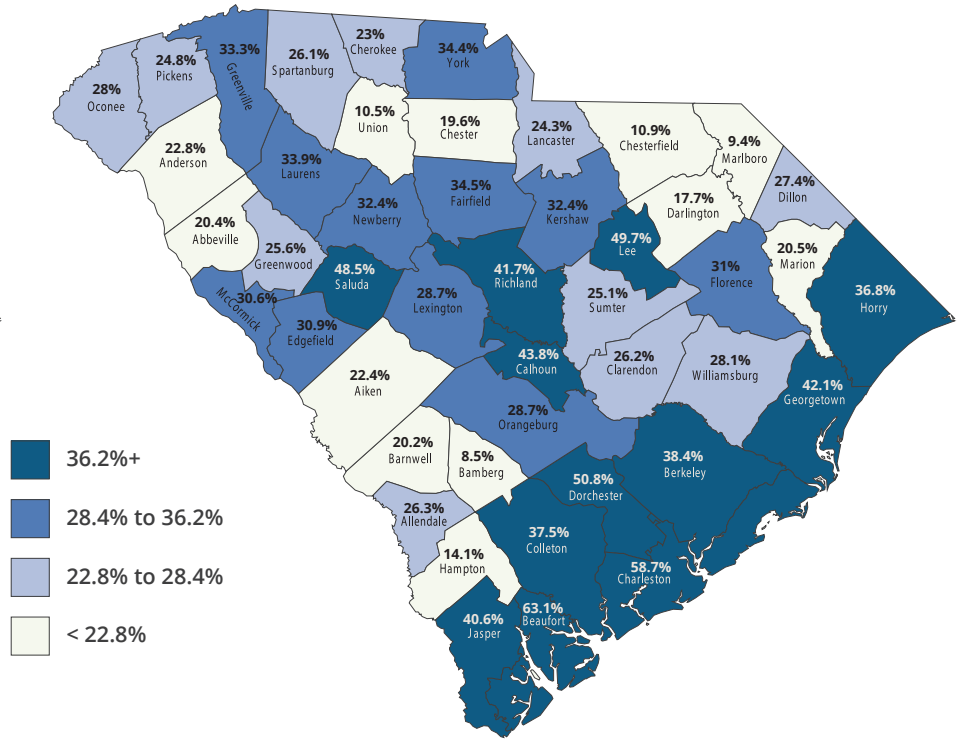 23%
Cherokee
33.3%
Greenville
26.1%
Spartanburg
34.4%
York
24.8%
Pickens
28%
Oconee
10.5%
Union
19.6%
Chester
24.3%
Lancaster
10.9%
Chesterfield
9.4%
Marlboro
22.8%
Anderson
33.9%
Laurens
27.4%
Dillon
34.5%
Fairfield
32.4%
Newberry
32.4%
Kershaw
17.7%
Darlington
20.4%
Abbeville
25.6%
Greenwood
49.7%
Lee
20.5%
Marion
48.5%
Saluda
41.7%
Richland
31%
Florence
30.6%
McCormick
28.7%
Lexington
25.1%
Sumter
36.8%
Horry
30.9%
Edgefield
43.8%
Calhoun
26.2%
Clarendon
28.1%
Williamsburg
22.4%
Aiken
42.1%
Georgetown
28.7%
Orangeburg
20.2%
Barnwell
8.5%
Bamberg
38.4%
Berkeley
50.8%
Dorchester
26.3%
Allendale
37.5%
Colleton
14.1%
Hampton
58.7%
Charleston
63.1%
Beaufort
40.6%
Jasper
36.2%+
28.4% to 36.2%
22.8% to 28.4%
< 22.8%